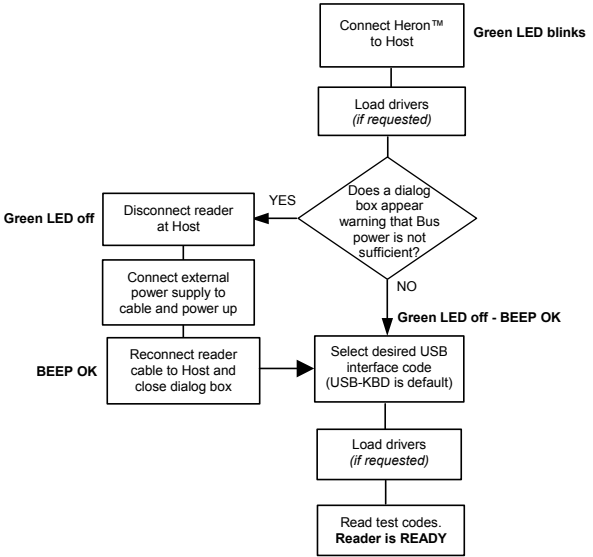 Connect Heron™
to Host
Green LED blinks
Load drivers
(if requested)
Does a dialog
box appear
warning that Bus
power is not
sufficient?
YES
Green LED off
Disconnect reader
at Host
Connect external
power supply to
cable and power up
NO
Green LED off - BEEP OK
BEEP OK
Reconnect reader
cable to Host and
close dialog box
Select desired USB
interface code
(USB-KBD is default)
Load drivers
(if requested)
Read test codes.
Reader is READY